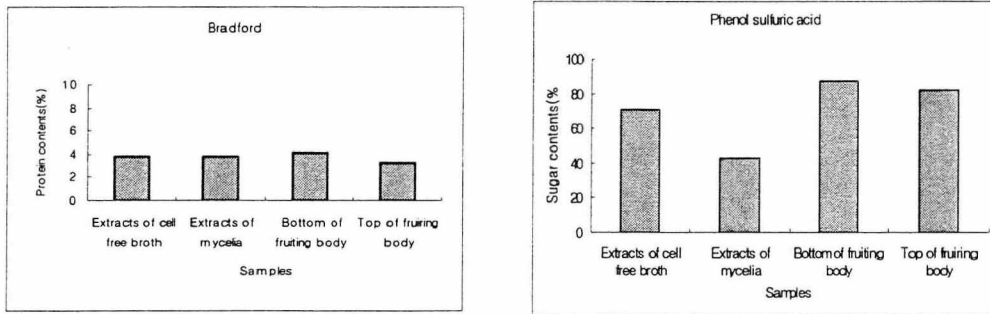 Bradford
Protein contents(%)
10
8
6
4
2
0
Extracts of cell free broth
Extracts of mycelia
Bottom of fruiting body
Top of fruiring body
Samples
Phenol sulfuric acid
Sugar contents(%
100
80
60
40
20
0
Extracts of cell free broth
Extracts of mycelia
Bottom of fruiting body
Top of fruiring body
Samples